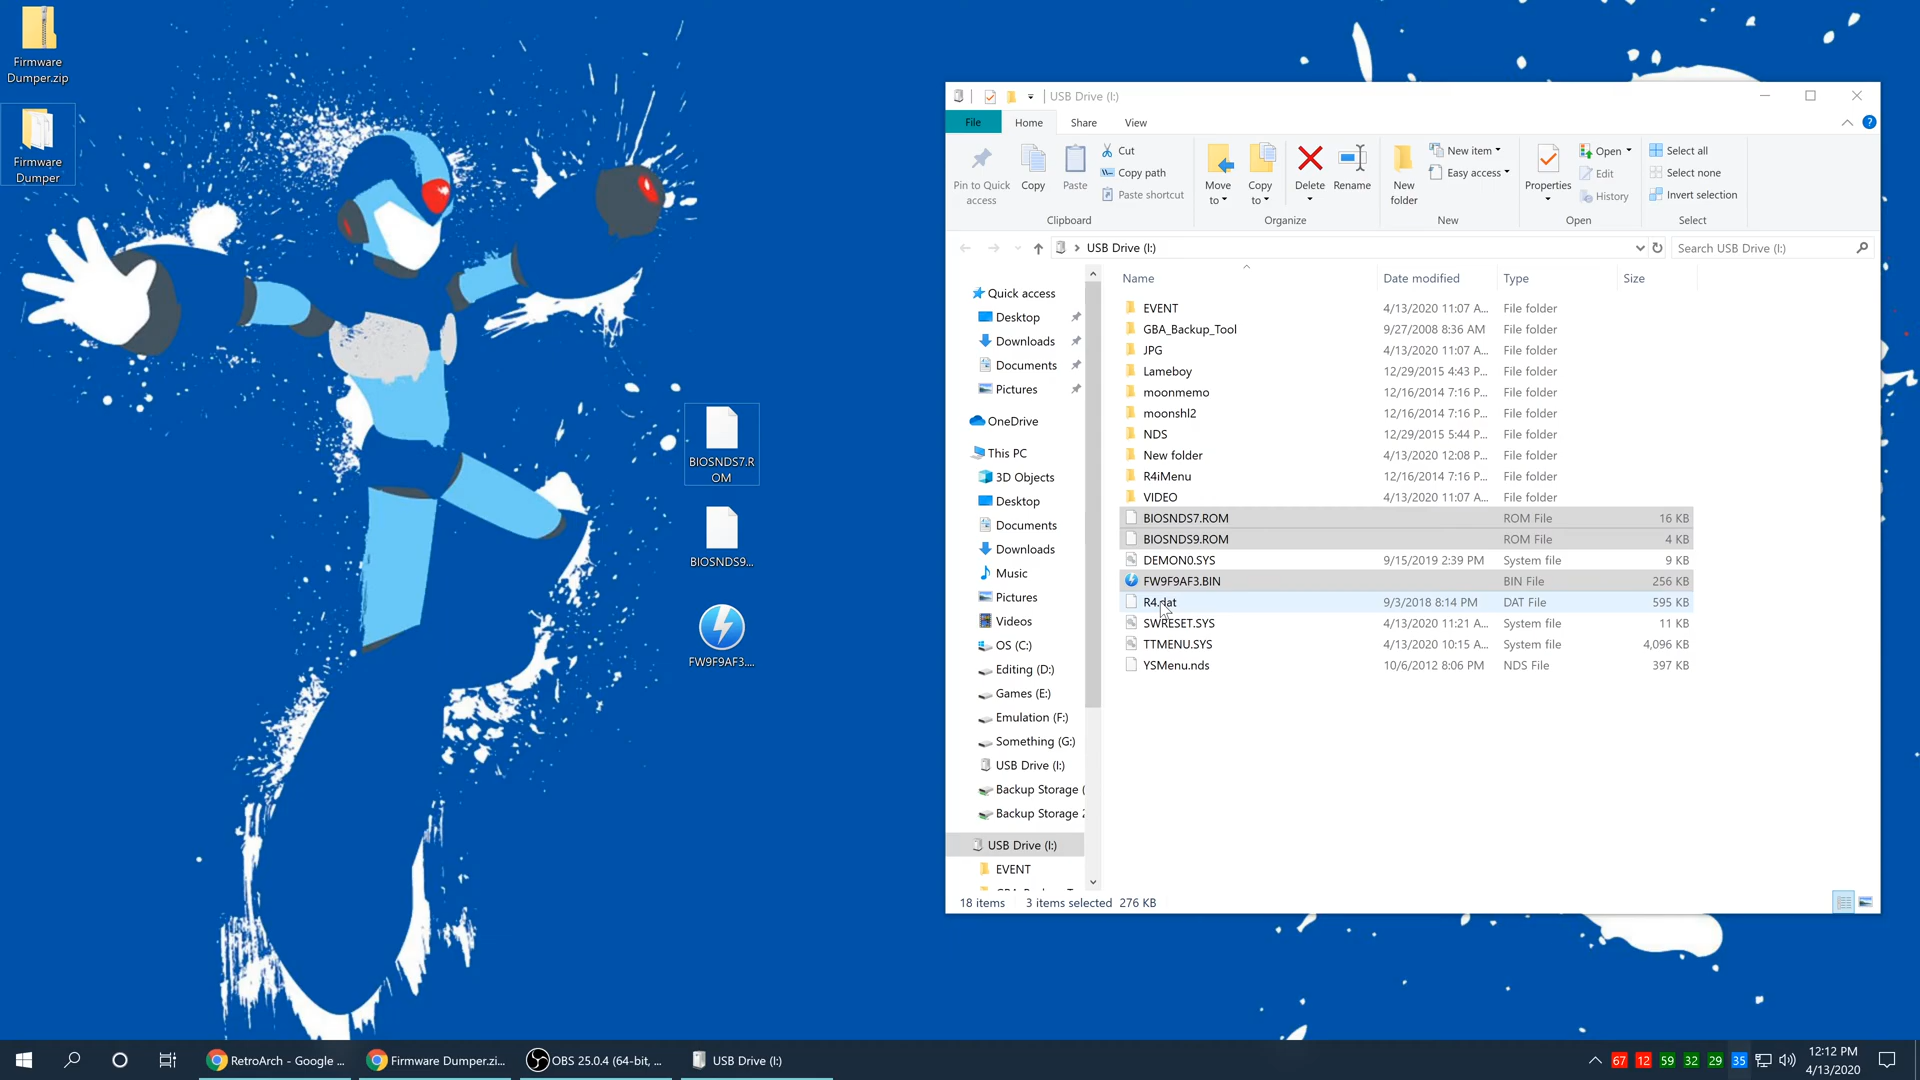 Firmware
Dumper.zip
Firmware
Dumper
BIOSNDS7.R
OM
BIOSNDS9...
FW9F9AF3....
USB Drive (I:)
File
Home
Share
View
Pin to Quick
access
Copy
Paste
Cut
Copy path
Paste shortcut
Clipboard
Move
to
Copy
to
Delete
Rename
Organize
New
folder
New item
Easy access
New
Properties
Open
Edit
History
Open
Select all
Select none
Invert selection
Select
USB Drive (I:)
Search USB Drive (I:)
Quick access
Desktop
Downloads
Documents
Pictures
OneDrive
This PC
3D Objects
Desktop
Documents
Downloads
Music
Pictures
Videos
OS (C:)
Editing (D:)
Games (E:)
Emulation (F:)
Something (G:)
USB Drive (I:)
Backup Storage (
Backup Storage 2
USB Drive (I:)
EVENT
Name Date modified Type Size
EVENT 4/13/2020 11:07 A... File folder
GBA_Backup_Tool 9/27/2008 8:36 AM File folder
JPG 4/13/2020 11:07 A... File folder
Lameboy 12/29/2015 4:43 P... File folder
moonmemo 12/16/2014 7:16 P... File folder
moonshl2 12/16/2014 7:16 P... File folder
NDS 12/29/2015 5:44 P... File folder
New folder 4/13/2020 12:08 P... File folder
R4iMenu 12/16/2014 7:16 P... File folder
VIDEO 4/13/2020 11:07 A... File folder
BIOSNDS7.ROM ROM File 16 KB
BIOSNDS9.ROM ROM File 4 KB
DEMON0.SYS 9/15/2019 2:39 PM System file 9 KB
FW9F9AF3.BIN BIN File 256 KB
R4.dat 9/3/2018 8:14 PM DAT File 595 KB
SWRESET.SYS 4/13/2020 11:21 A... System file 11 KB
TTMENU.SYS 4/13/2020 10:15 A... System file 4,096 KB
YSMenu.nds 10/6/2012 8:06 PM NDS File 397 KB
18 items 3 items selected 276 KB
RetroArch - Google ...
Firmware Dumper.zi...
OBS 25.0.4 (64-bit, ...
USB Drive (I:)
67 12 59 32 29 35
12:12 PM
4/13/2020